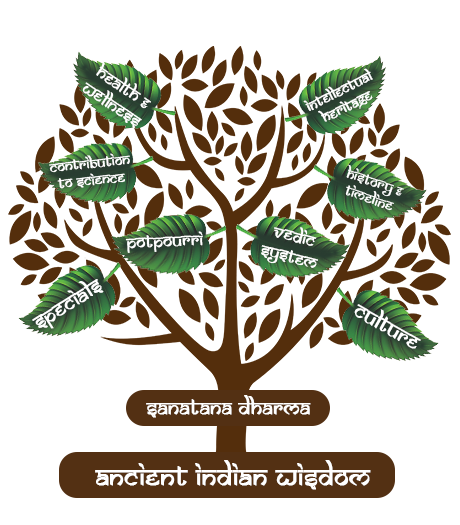 Health &
Wellness
Intellectual
Heritage
Contribution
to Science
History &
Timeline
Potpourri
Vedic
System
Specials
Culture
Sanatana Dharma
Ancient Indian Wisdom